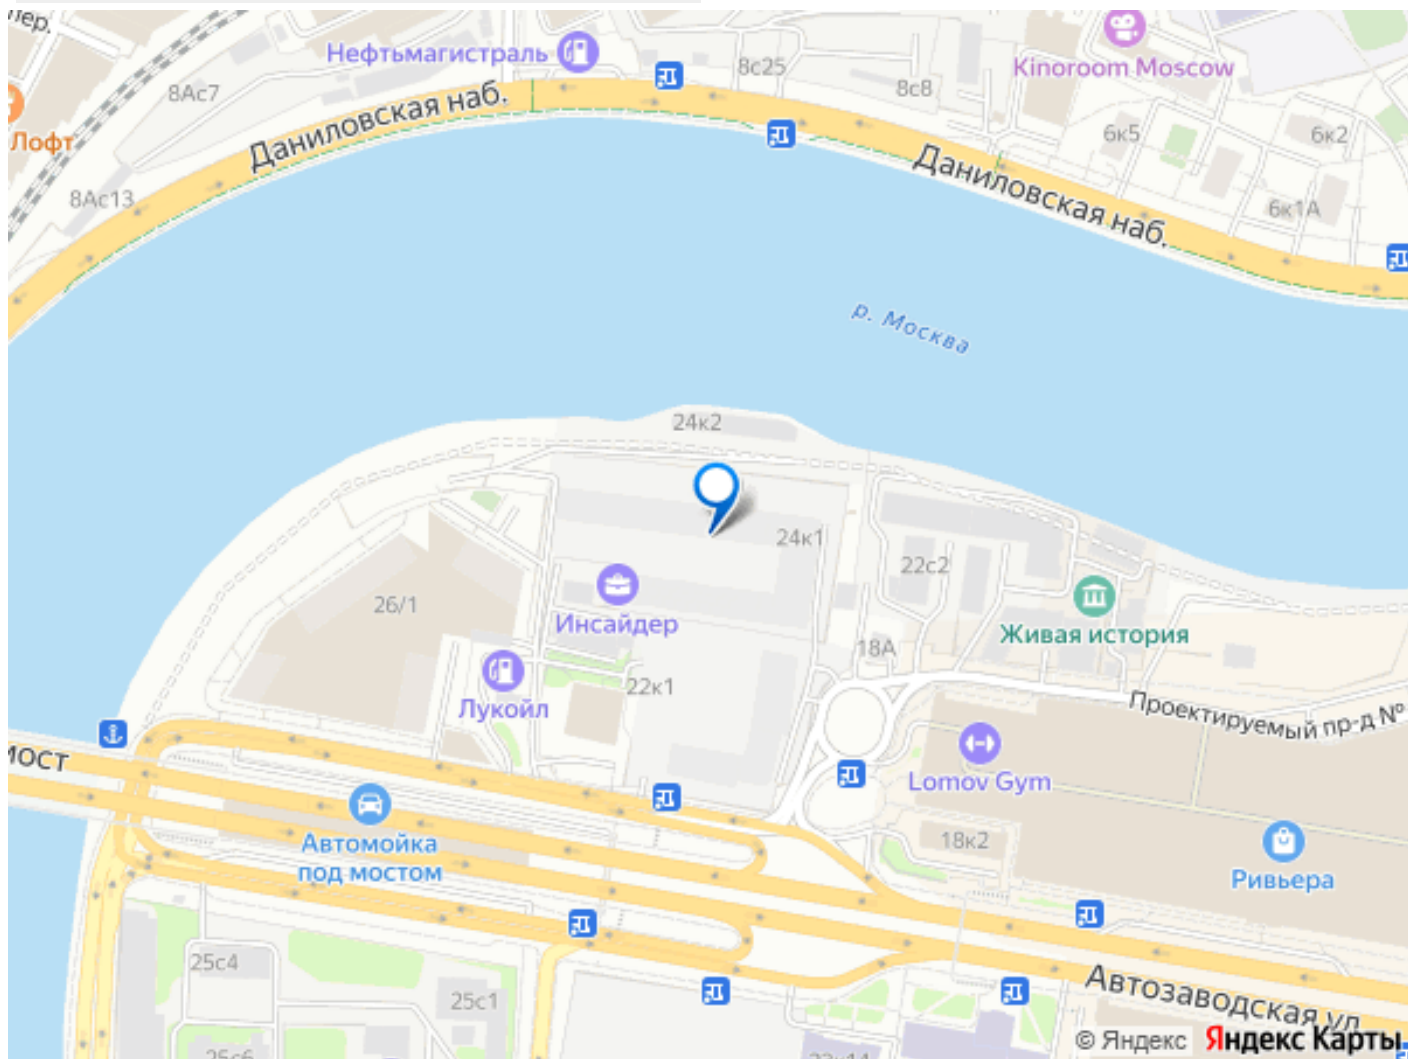 пер.
Нефтьмагистраль
8с25
8с8
Kinoroom Moscow
8Ас7
Даниловская наб.
Лофт
6к5
6к2
8Ас13
Даниловская наб.
6к1А
р. Москва
24к2
24к1
22с2
26/1
Инсайдер
Живая история
18А
22к1
Лукойл
Проектируемый пр-д №
мост
Lomov Gym
Автомойка
под мостом
18к2
Ривьера
25с4
25с1
Автозаводская ул.
25с6
© Яндекс Яндекс Карты